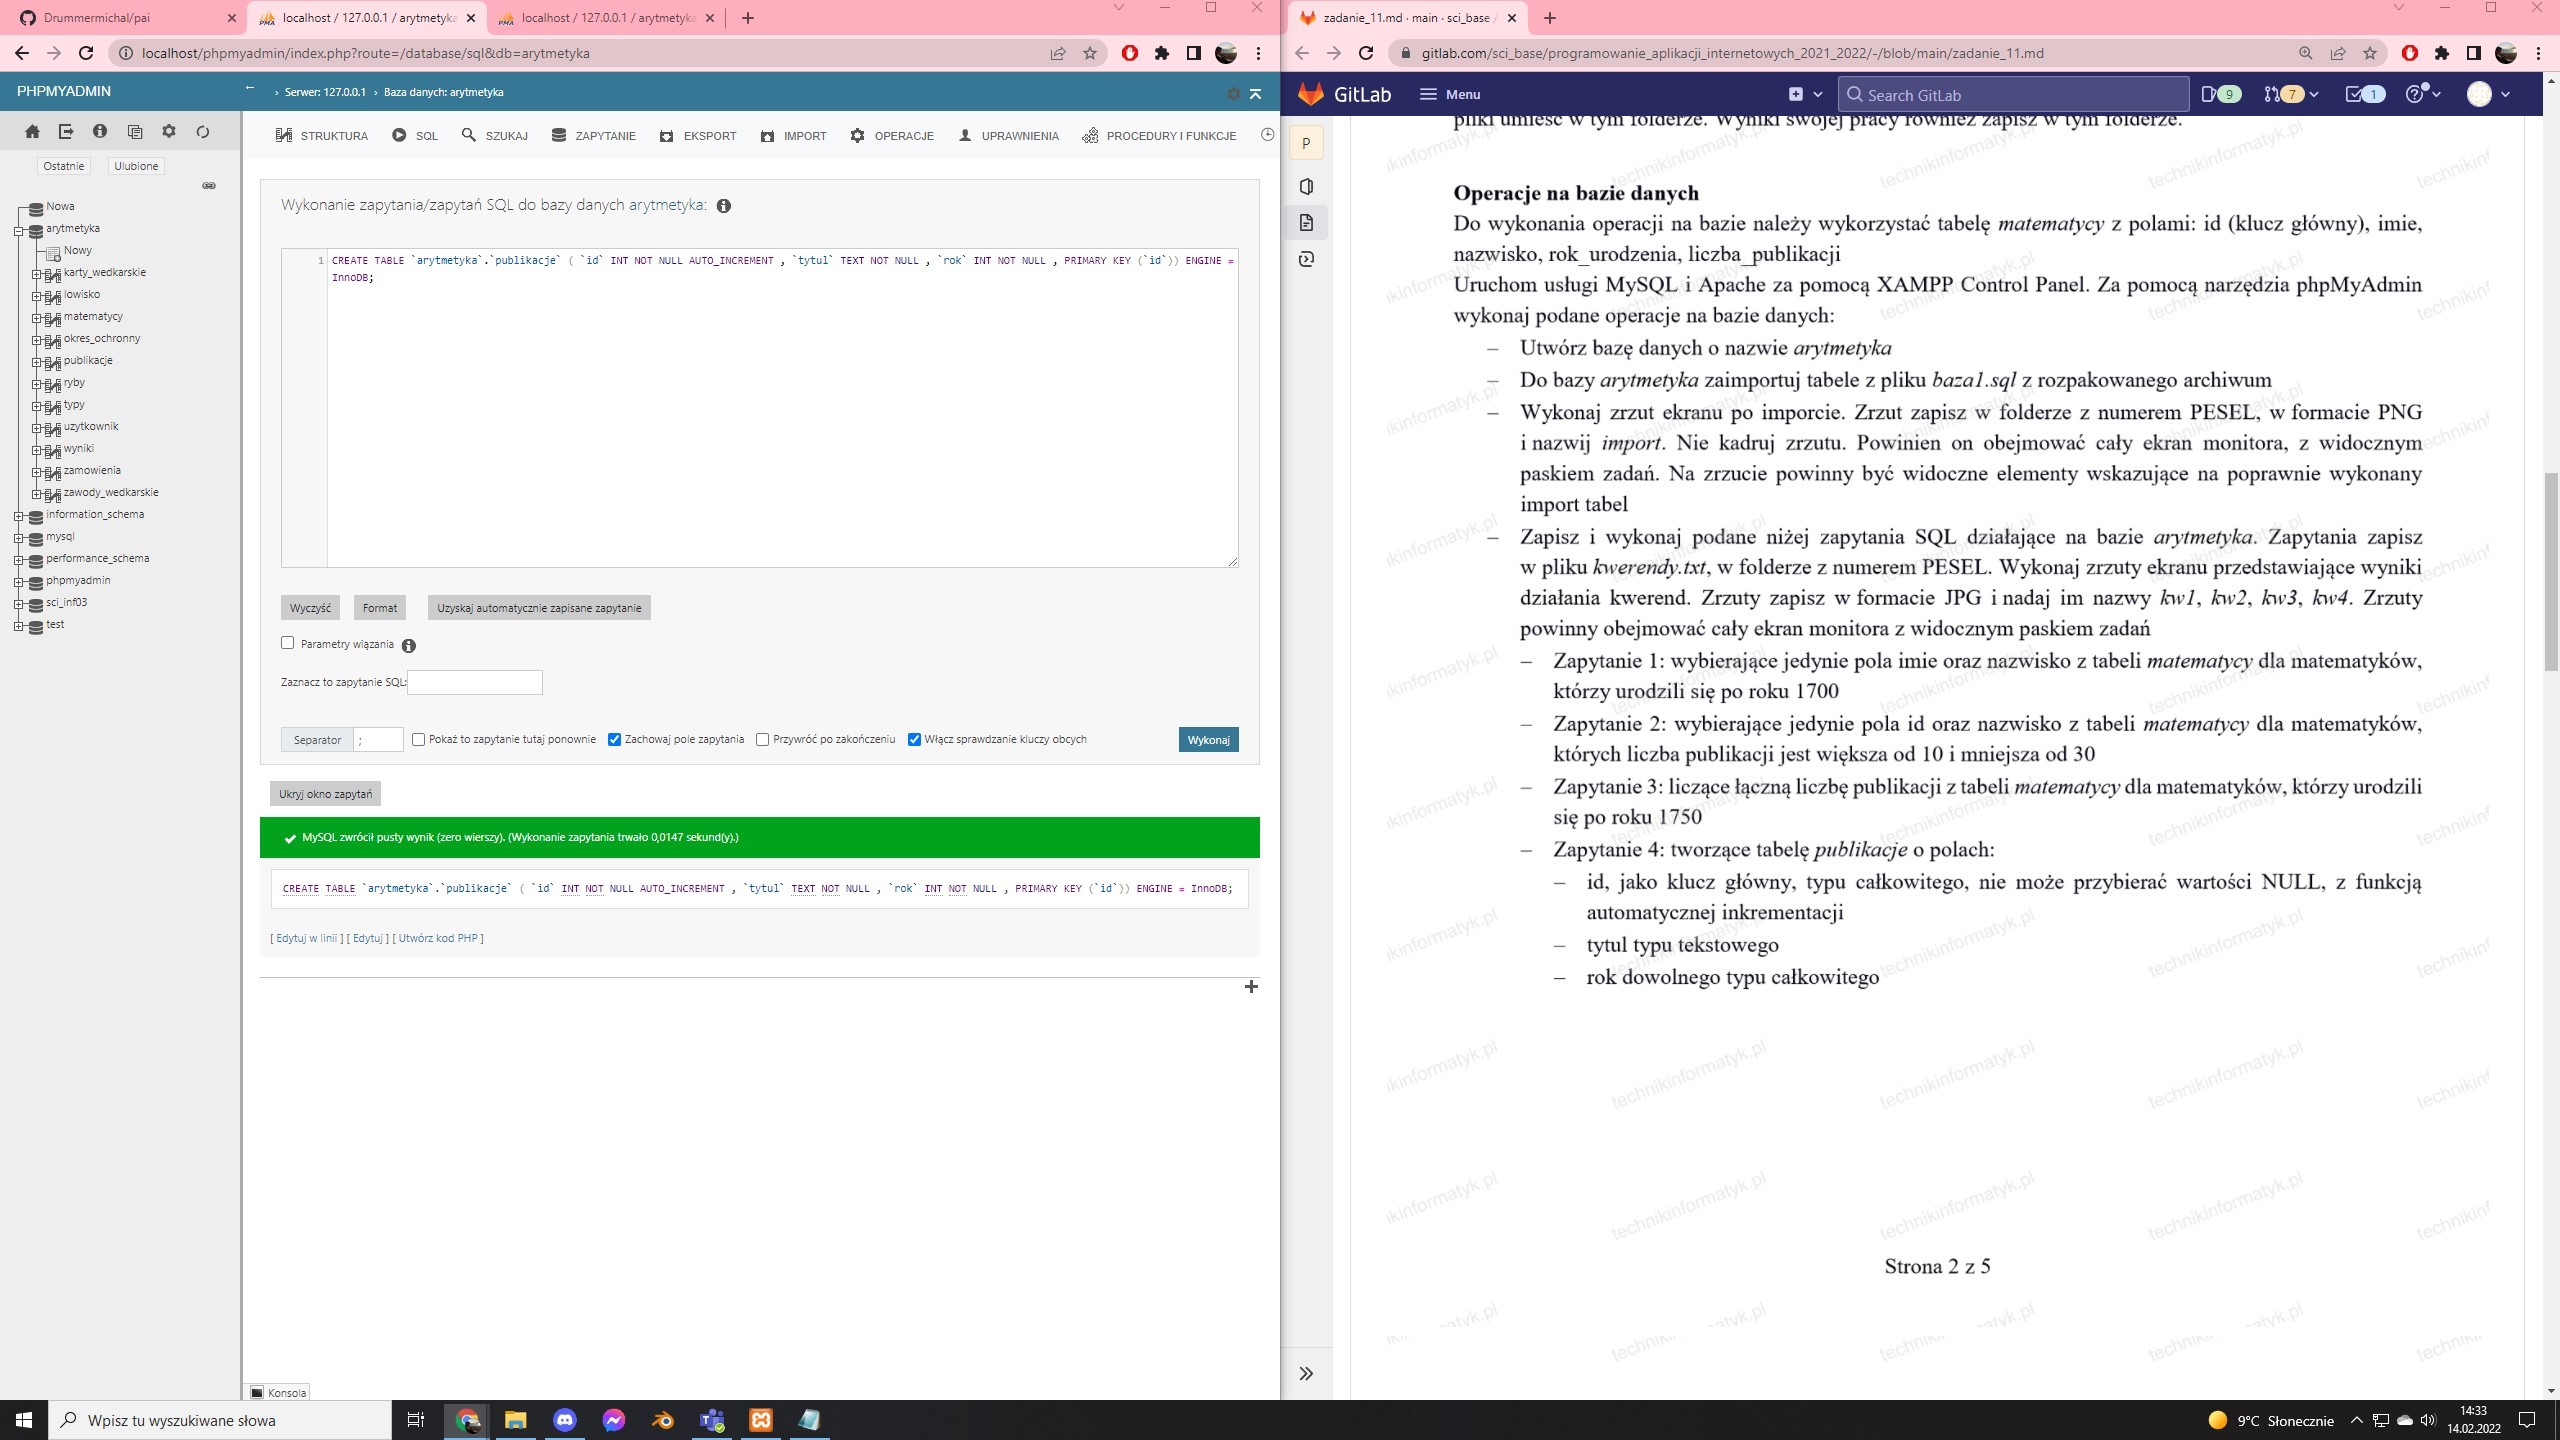 Drummermichal/pai
localhost / 127.0.0.1 / arytmetyka
localhost / 127.0.0.1 / arytmetyka
localhost/phpmyadmin/index.php?route=/database/sql&db=arytmetyka
PHPMYADMIN
Serwer: 127.0.0.1 › Baza danych: arytmetyka
STRUKTURA SQL SZUKAJ ZAPYTANIE EKSPORT IMPORT OPERACJE UPRAWNIENIA PROCEDURY I FUNKCJE
Ostatnie Ulubione
Nowa
arytmetyka
Nowy
karty_wedkarskie
lowisko
matematycy
okres_ochronny
publikacje
ryby
typy
uzytkownik
wyniki
zamowienia
zawody_wedkarskie
information_schema
mysql
performance_schema
phpmyadmin
sci_inf03
test
Wykonanie zapytania/zapytań SQL do bazy danych arytmetyka:
1 CREATE TABLE `arytmetyka`.`publikacje` ( `id` INT NOT NULL AUTO_INCREMENT , `tytul` TEXT NOT NULL , `rok` INT NOT NULL , PRIMARY KEY (`id`)) ENGINE =
InnoDB;
Wyczyść Format Uzyskaj automatycznie zapisane zapytanie
Parametry wiązania
Zaznacz to zapytanie SQL:
Separator ; Pokaż to zapytanie tutaj ponownie Zachowaj pole zapytania Przywróć po zakończeniu Włącz sprawdzanie kluczy obcych Wykonaj
Ukryj okno zapytań
MySQL zwrócił pusty wynik (zero wierszy). (Wykonanie zapytania trwało 0,0147 sekund(y).)
CREATE TABLE `arytmetyka`.`publikacje` ( `id` INT NOT NULL AUTO_INCREMENT , `tytul` TEXT NOT NULL , `rok` INT NOT NULL , PRIMARY KEY (`id`)) ENGINE = InnoDB;
[ Edytuj w linii ] [ Edytuj ] [ Utwórz kod PHP ]
Konsola
zadanie_11.md · main · sci_base /
gitlab.com/sci_base/programowanie_aplikacji_internetowych_2021_2022/-/blob/main/zadanie_11.md
GitLab Menu Search GitLab 9 7 1
P
pliki umieść w tym folderze. Wyniki swojej pracy również zapisz w tym folderze.
Operacje na bazie danych
Do wykonania operacji na bazie należy wykorzystać tabelę matematycy z polami: id (klucz główny), imie,
nazwisko, rok_urodzenia, liczba_publikacji
Uruchom usługi MySQL i Apache za pomocą XAMPP Control Panel. Za pomocą narzędzia phpMyAdmin
wykonaj podane operacje na bazie danych:
– Utwórz bazę danych o nazwie arytmetyka
– Do bazy arytmetyka zaimportuj tabele z pliku baza1.sql z rozpakowanego archiwum
– Wykonaj zrzut ekranu po imporcie. Zrzut zapisz w folderze z numerem PESEL, w formacie PNG
i nazwij import. Nie kadruj zrzutu. Powinien on obejmować cały ekran monitora, z widocznym
paskiem zadań. Na zrzucie powinny być widoczne elementy wskazujące na poprawnie wykonany
import tabel
– Zapisz i wykonaj podane niżej zapytania SQL działające na bazie arytmetyka. Zapytania zapisz
w pliku kwerendy.txt, w folderze z numerem PESEL. Wykonaj zrzuty ekranu przedstawiające wyniki
działania kwerend. Zrzuty zapisz w formacie JPG i nadaj im nazwy kw1, kw2, kw3, kw4. Zrzuty
powinny obejmować cały ekran monitora z widocznym paskiem zadań
– Zapytanie 1: wybierające jedynie pola imie oraz nazwisko z tabeli matematycy dla matematyków,
którzy urodzili się po roku 1700
– Zapytanie 2: wybierające jedynie pola id oraz nazwisko z tabeli matematycy dla matematyków,
których liczba publikacji jest większa od 10 i mniejsza od 30
– Zapytanie 3: liczące łączną liczbę publikacji z tabeli matematycy dla matematyków, którzy urodzili
się po roku 1750
– Zapytanie 4: tworzące tabelę publikacje o polach:
– id, jako klucz główny, typu całkowitego, nie może przybierać wartości NULL, z funkcją
automatycznej inkrementacji
– tytul typu tekstowego
– rok dowolnego typu całkowitego
technikinformatyk.pl
Strona 2 z 5
Wpisz tu wyszukiwane słowa
9°C Słonecznie
14:33
14.02.2022